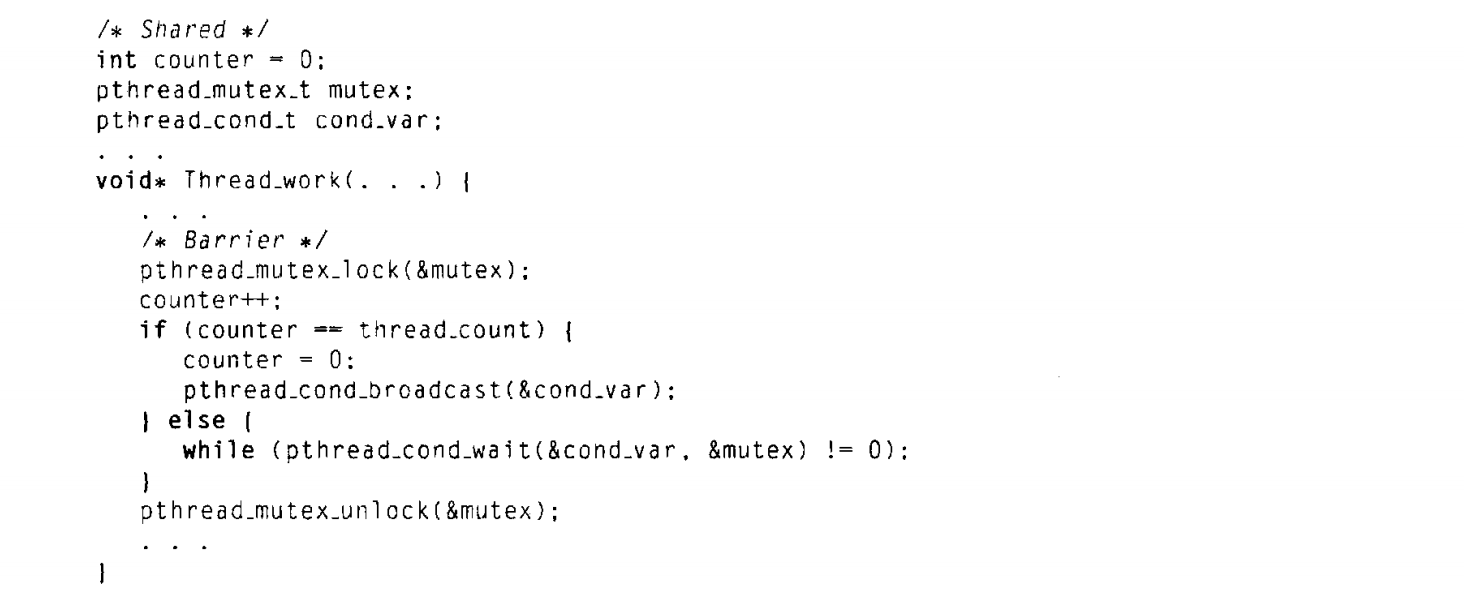 /* Shared */
int counter = 0;
pthread_mutex_t mutex;
pthread_cond_t cond_var;
. . .
void* Thread_work(. . .) {
. . .
/* Barrier */
pthread_mutex_lock(&mutex);
counter++;
if (counter == thread_count) {
counter = 0;
pthread_cond_broadcast(&cond_var);
} else {
while (pthread_cond_wait(&cond_var, &mutex) != 0);
}
pthread_mutex_unlock(&mutex);
. . .
}